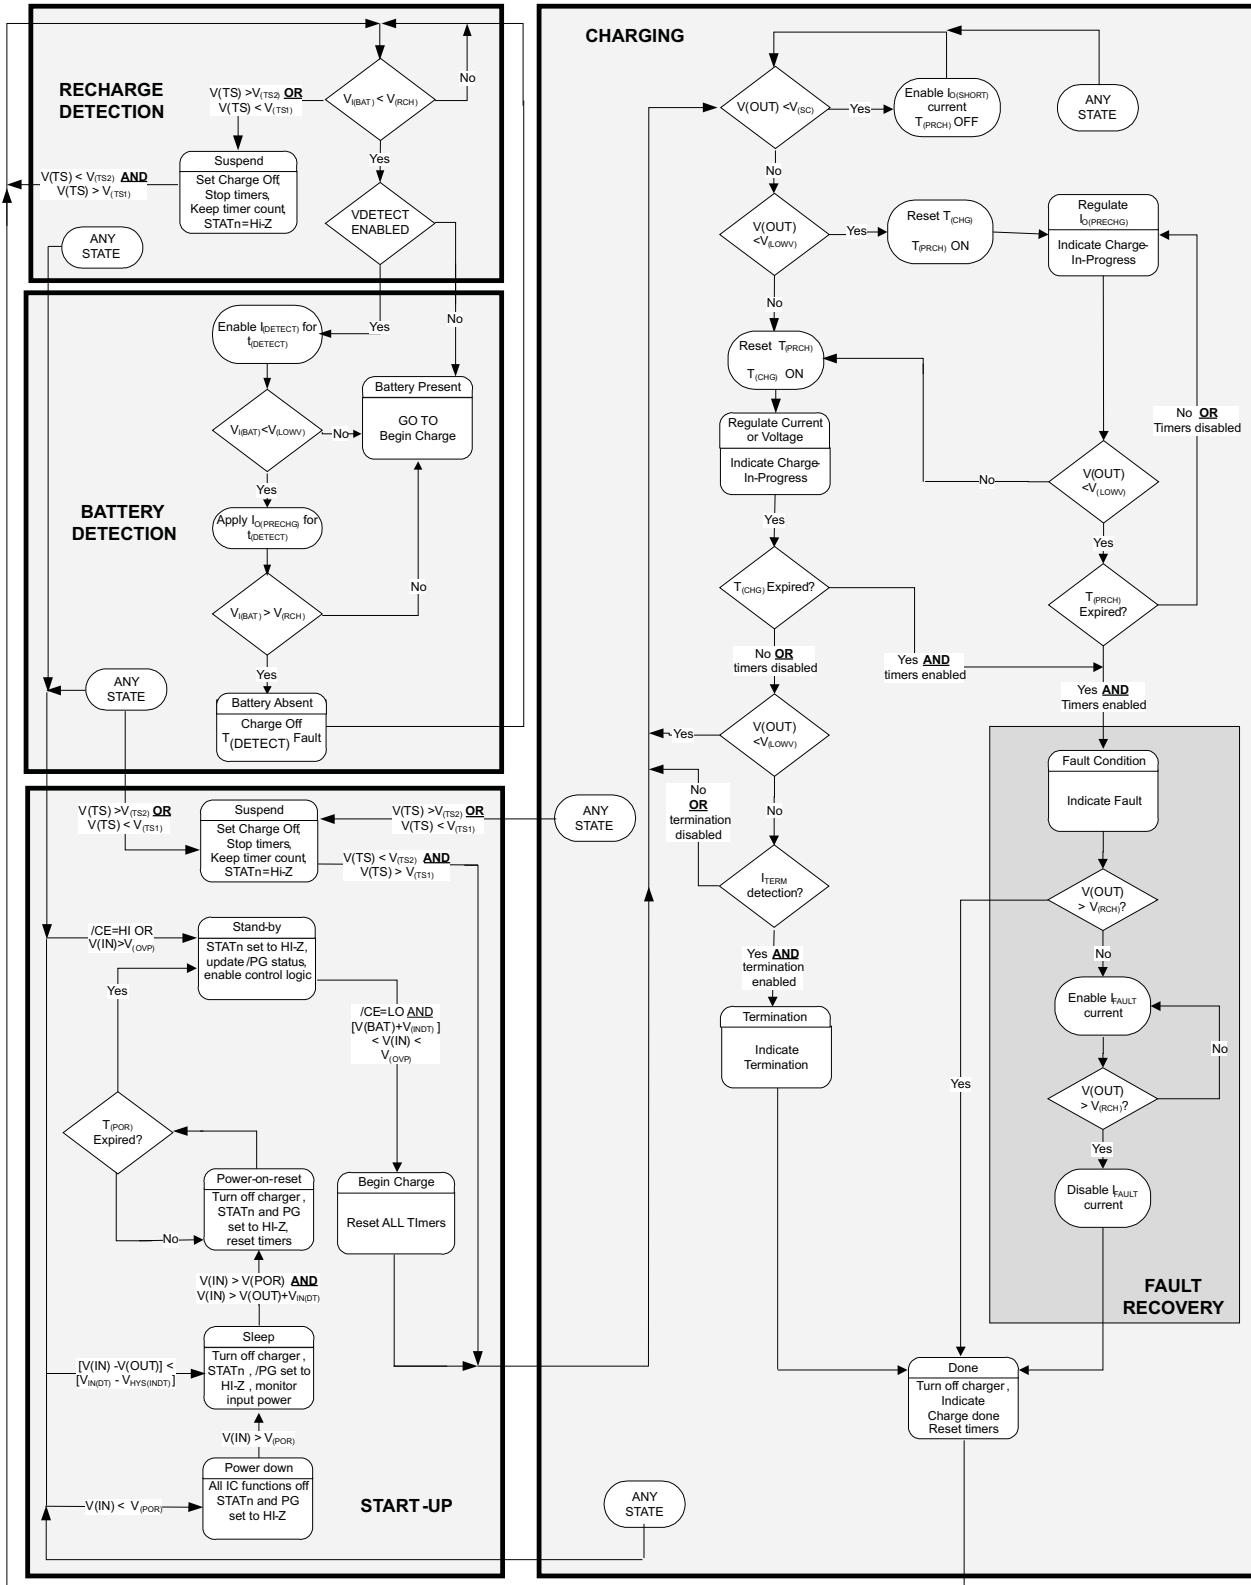 RECHARGE
DETECTION
V(TS) >V(TS2) OR
V(TS) < V(TS1)
VI(BAT) < V(RCH)
No
Yes
Suspend
Set Charge Off,
Stop timers,
Keep timer count,
STATn=Hi-Z
V(TS) < V(TS2) AND
V(TS) > V(TS1)
ANY
STATE
VDETECT
ENABLED
Yes
No
BATTERY
DETECTION
Enable I(DETECT) for
t(DETECT)
VI(BAT)<V(LOWV)
No
Yes
Battery Present
GO TO
Begin Charge
Apply IO(PRECHG) for
t(DETECT)
VI(BAT) > V(RCH)
No
Yes
ANY
STATE
Battery Absent
Charge Off
T(DETECT) Fault
V(TS) >V(TS2) OR
V(TS) < V(TS1)
Suspend
Set Charge Off,
Stop timers,
Keep timer count,
STATn=Hi-Z
V(TS) >V(TS2) OR
V(TS) < V(TS1)
ANY
STATE
V(TS) < V(TS2) AND
V(TS) > V(TS1)
/CE=HI OR
V(IN)>V(OVP)
Stand-by
STATn set to HI-Z,
update /PG status,
enable control logic
Yes
/CE=LO AND
[V(BAT)+V(INDT) ]
< V(IN) <
V(OVP)
T(POR)
Expired?
No
Power-on-reset
Turn off charger ,
STATn and PG
set to HI-Z,
reset timers
Begin Charge
Reset ALL TImers
V(IN) > V(POR) AND
V(IN) > V(OUT)+VIN(DT)
[V(IN) -V(OUT)] <
[VIN(DT) - VHYS(INDT)]
Sleep
Turn off charger ,
STATn , /PG set to
HI-Z , monitor
input power
V(IN) > V(POR)
V(IN) < V(POR)
Power down
All IC functions off
STATn and PG
set to HI-Z
START-UP
CHARGING
V(OUT) <V(SC)
Yes
Enable IO(SHORT)
current
T(PRCH) OFF
ANY
STATE
No
V(OUT)
<V(LOWV)
Yes
Reset T(CHG)
T(PRCH) ON
Regulate
IO(PRECHG)
Indicate Charge-
In-Progress
No
Reset T(PRCH)
T(CHG) ON
Regulate Current
or Voltage
Indicate Charge-
In-Progress
No OR
Timers disabled
V(OUT)
<V(LOWV)
No
Yes
Yes
T(CHG) Expired?
T(PRCH)
Expired?
No OR
timers disabled
Yes AND
timers enabled
Yes AND
Timers enabled
V(OUT)
<V(LOWV)
Yes
No
No
OR
termination
disabled
ITERM
detection?
Yes AND
termination
enabled
Termination
Indicate
Termination
Fault Condition
Indicate Fault
V(OUT)
> V(RCH)?
No
Enable IFAULT
current
No
Yes
V(OUT)
> V(RCH)?
Yes
Disable IFAULT
current
FAULT
RECOVERY
Done
Turn off charger ,
Indicate
Charge done
Reset timers
ANY
STATE